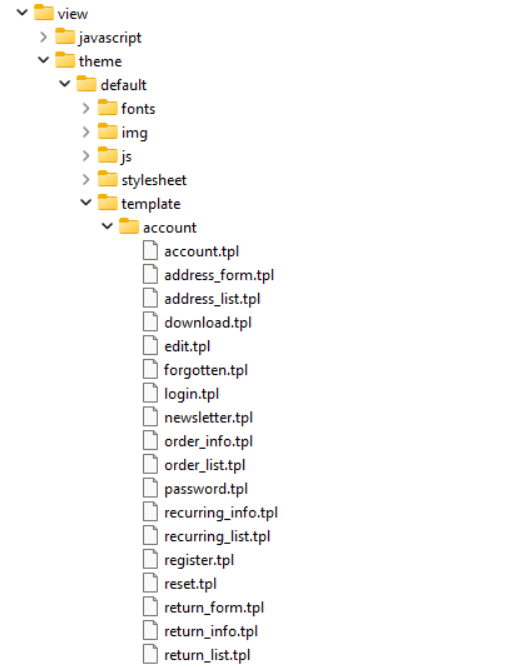 view
javascript
theme
default
fonts
img
js
stylesheet
template
account
account.tpl
address_form.tpl
address_list.tpl
download.tpl
edit.tpl
forgotten.tpl
login.tpl
newsletter.tpl
order_info.tpl
order_list.tpl
password.tpl
recurring_info.tpl
recurring_list.tpl
register.tpl
reset.tpl
return_form.tpl
return_info.tpl
return_list.tpl